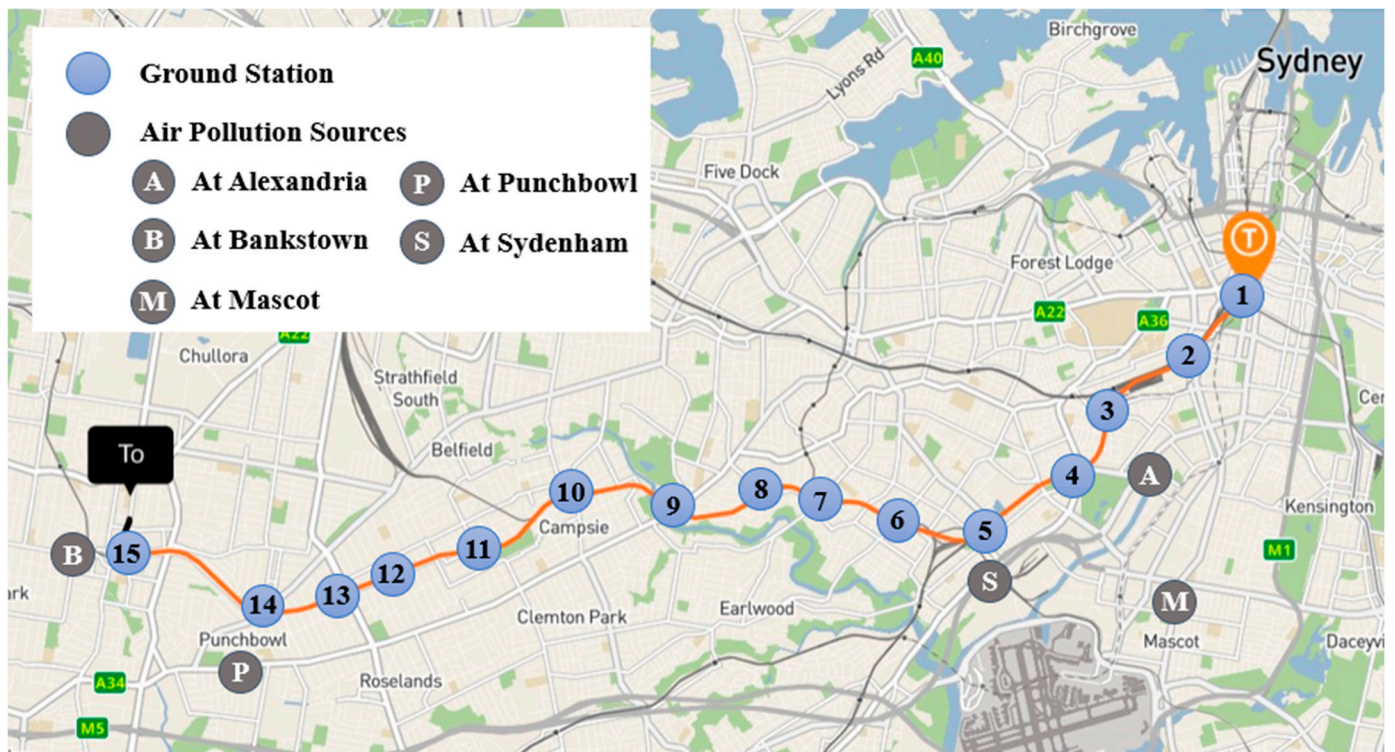 Ground Station
Air Pollution Sources
A At Alexandria P At Punchbowl
B At Bankstown S At Sydenham
M At Mascot
Birchgrove
Sydney
A40
Lyons Rd
Five Dock
T
Forest Lodge
1
A22
A36
A22
2
Chullora
Strathfield
South
3
Cer
To
Belfield
4
A
10
8
9
7
Kensington
Campsie
6
5
11
M1
B
15
12
S
ark
13
14
M
Earlwood
Clemton Park
Punchbowl
Mascot
Daceyv
P
Roselands
A34
M5